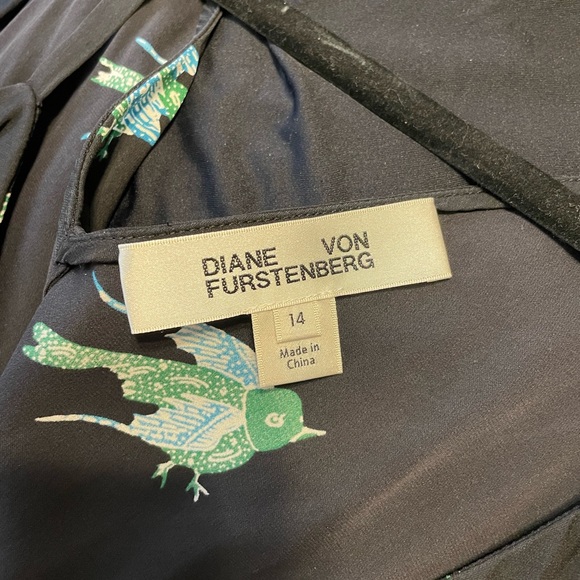 DIANE VON
FURSTENBERG
14
Made in
China